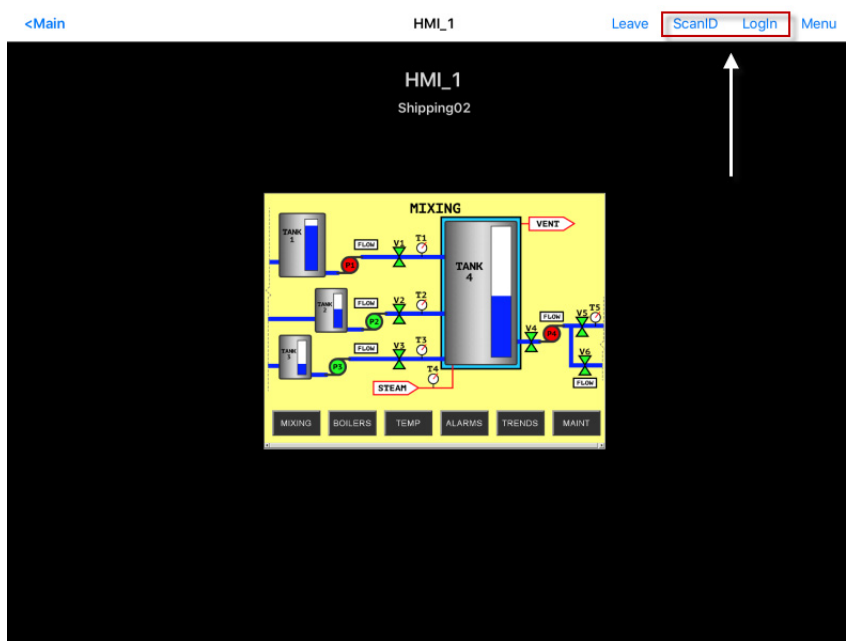 <Main HMI_1 Leave ScanID LogIn Menu
HMI_1
Shipping02
MIXING
VENT
TANK
1
FLOW
V1
T1
P1
TANK
4
TANK
2
FLOW
V2
T2
P2
FLOW
V5
T5
V4
P4
TANK
3
FLOW
V3
T3
P3
V6
T4
STEAM
FLOW
MIXING BOILERS TEMP ALARMS TRENDS MAINT